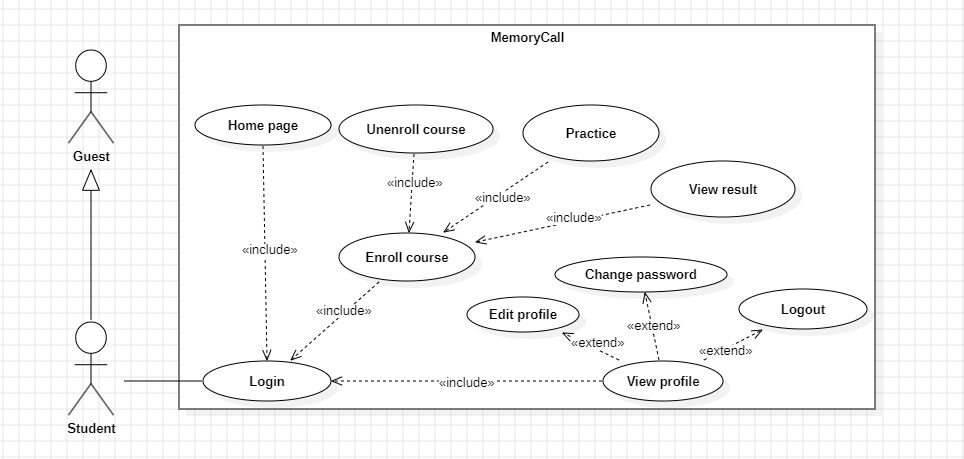 MemoryCall
Home page
Unenroll course
Practice
Guest
«include»
View result
«include»
«include»
«include»
Enroll course
Change password
«include»
Edit profile
Logout
«extend»
«extend»
«extend»
Login
«include»
View profile
Student